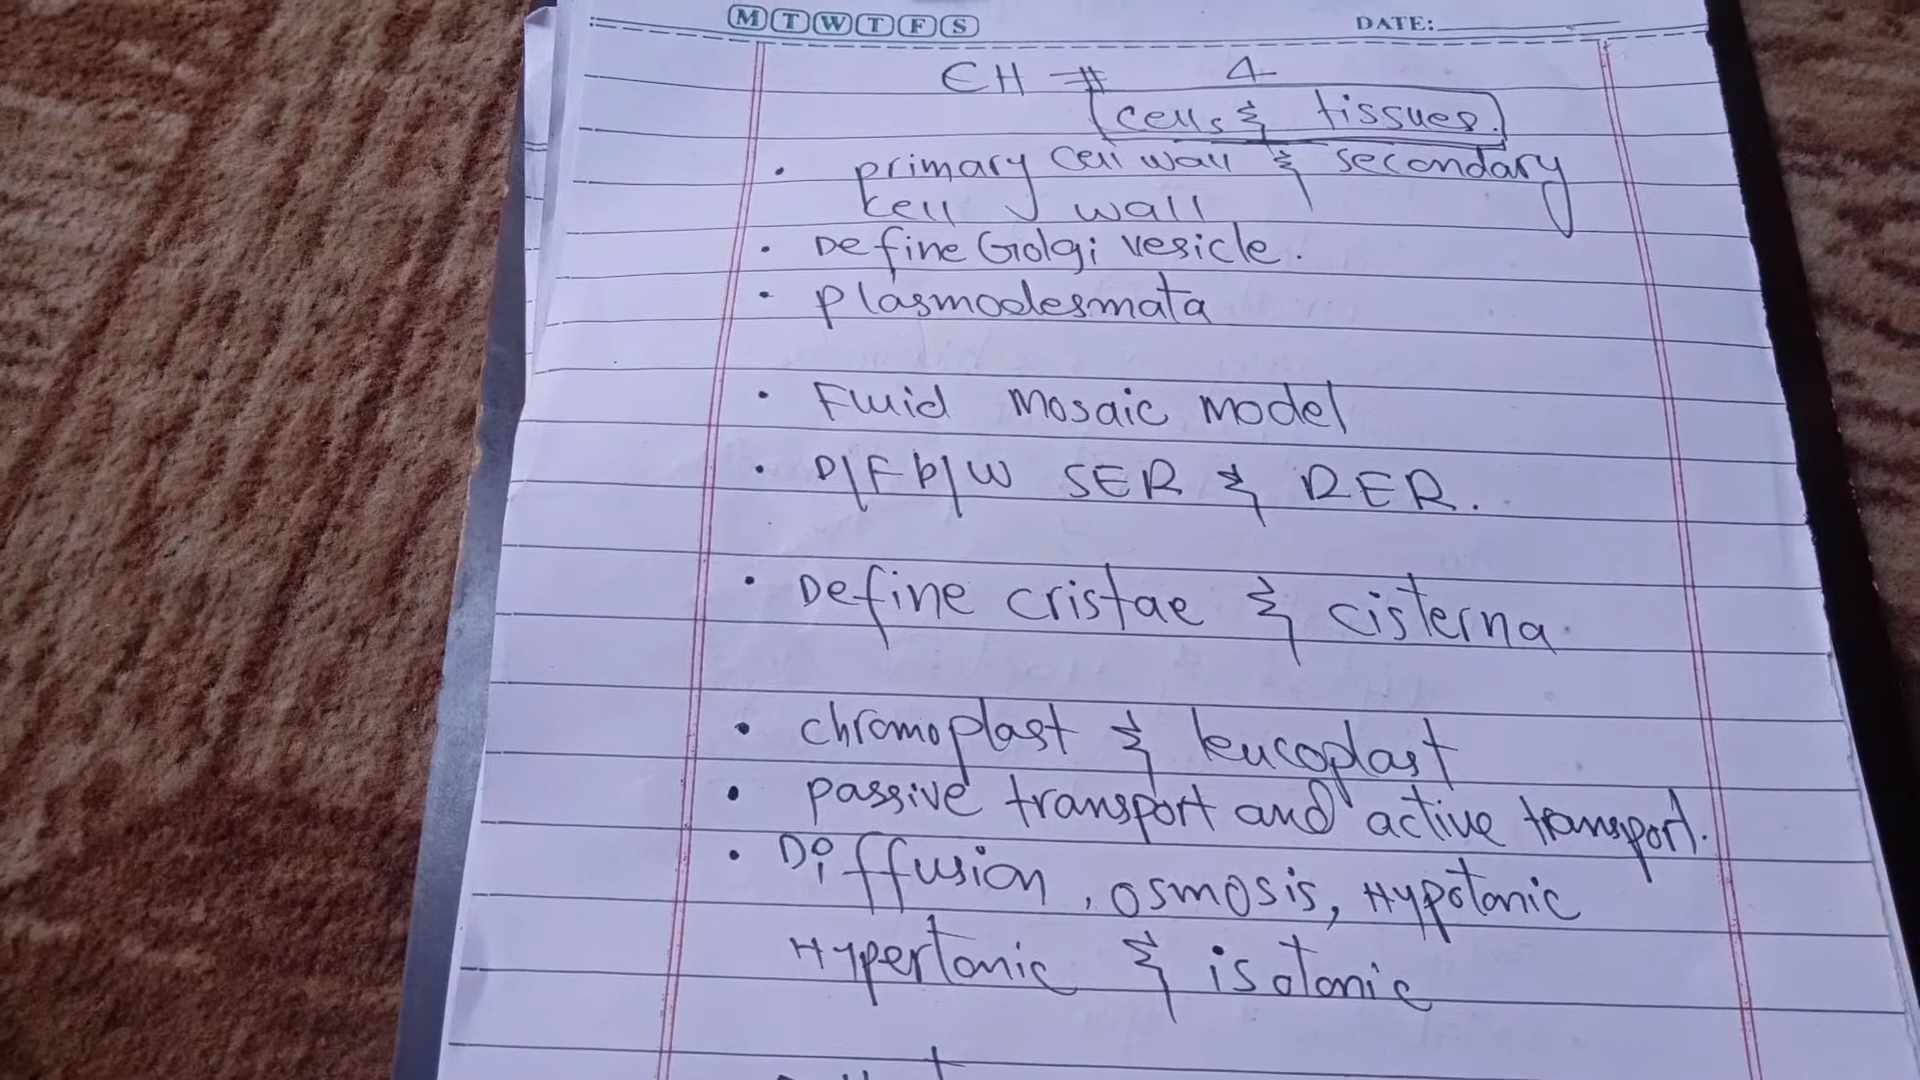 M T W T F S
DATE:
CH # 4
cells & tissues.
• primary cell wall & secondary
cell wall
• Define Golgi vesicle.
• plasmodesmata
• Fluid Mosaic model
• D/F b/w SER & RER.
• Define cristae & cisterna.
• chromoplast & leucoplast
• passive transport and active transport.
• Diffusion, osmosis, Hypotonic
Hypertonic & isotonic